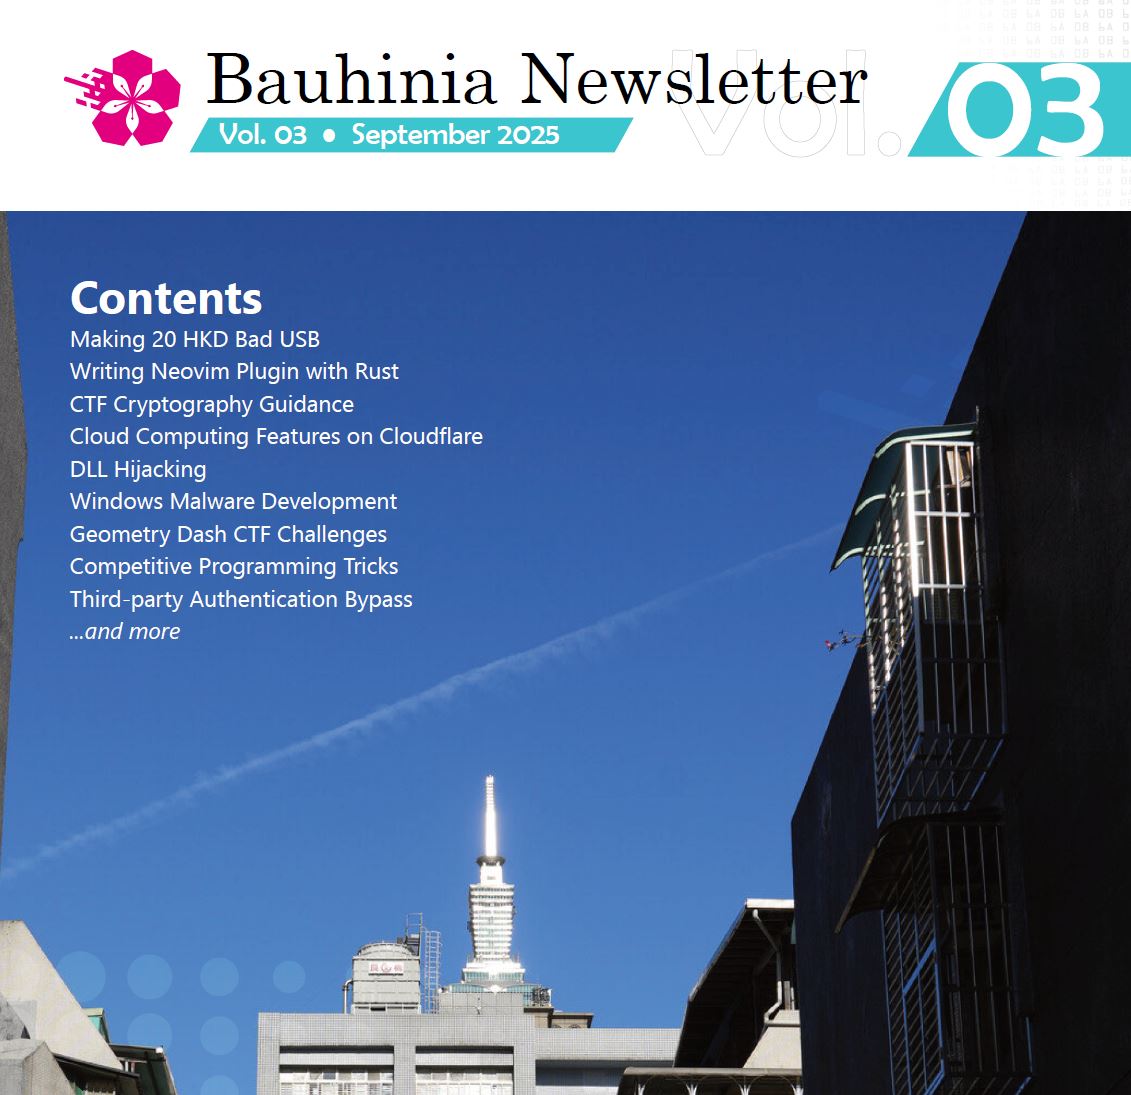 Bauhinia Newsletter
Vol. 03 • September 2025
Vol. 03
Contents
Making 20 HKD Bad USB
Writing Neovim Plugin with Rust
CTF Cryptography Guidance
Cloud Computing Features on Cloudflare
DLL Hijacking
Windows Malware Development
Geometry Dash CTF Challenges
Competitive Programming Tricks
Third-party Authentication Bypass
...and more